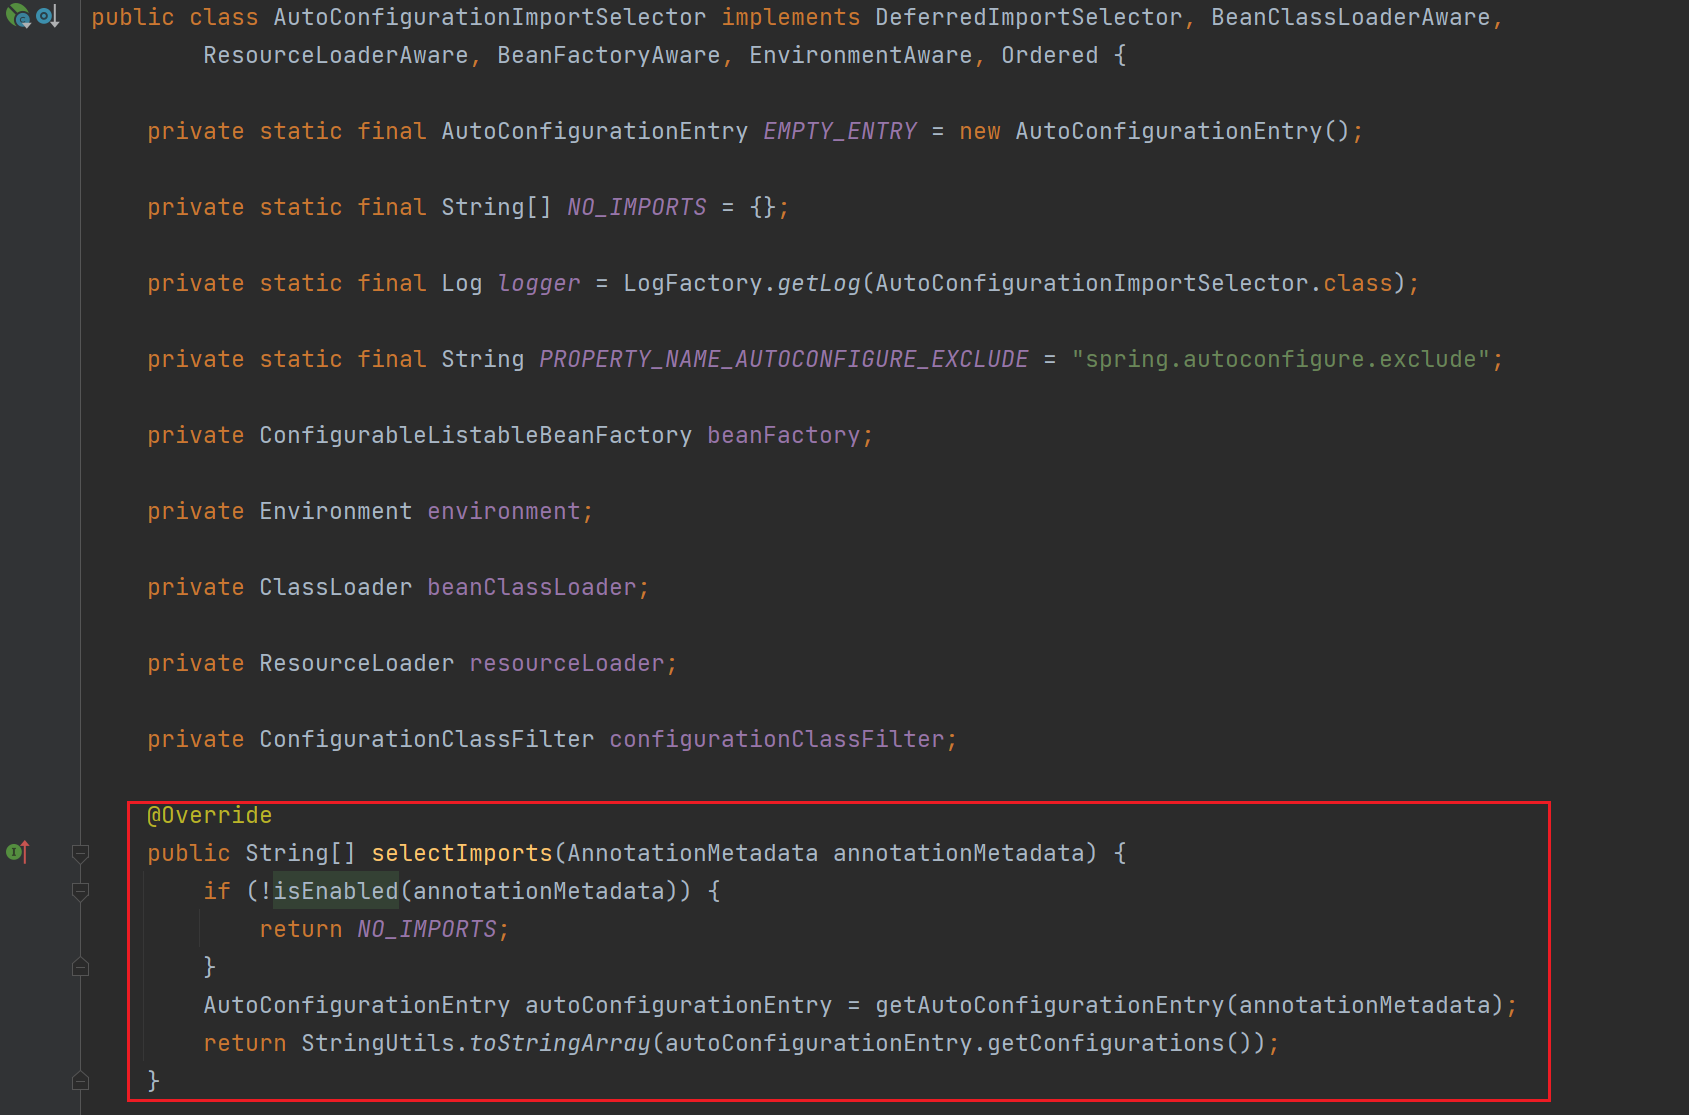 public class AutoConfigurationImportSelector implements DeferredImportSelector, BeanClassLoaderAware,
        ResourceLoaderAware, BeanFactoryAware, EnvironmentAware, Ordered {
    private static final AutoConfigurationEntry EMPTY_ENTRY = new AutoConfigurationEntry();
    private static final String[] NO_IMPORTS = {};
    private static final Log logger = LogFactory.getLog(AutoConfigurationImportSelector.class);
    private static final String PROPERTY_NAME_AUTOCONFIGURE_EXCLUDE = "spring.autoconfigure.exclude";
    private ConfigurableListableBeanFactory beanFactory;
    private Environment environment;
    private ClassLoader beanClassLoader;
    private ResourceLoader resourceLoader;
    private ConfigurationClassFilter configurationClassFilter;
    @Override
    public String[] selectImports(AnnotationMetadata annotationMetadata) {
        if (!isEnabled(annotationMetadata)) {
            return NO_IMPORTS;
        }
        AutoConfigurationEntry autoConfigurationEntry = getAutoConfigurationEntry(annotationMetadata);
        return StringUtils.toStringArray(autoConfigurationEntry.getConfigurations());
    }